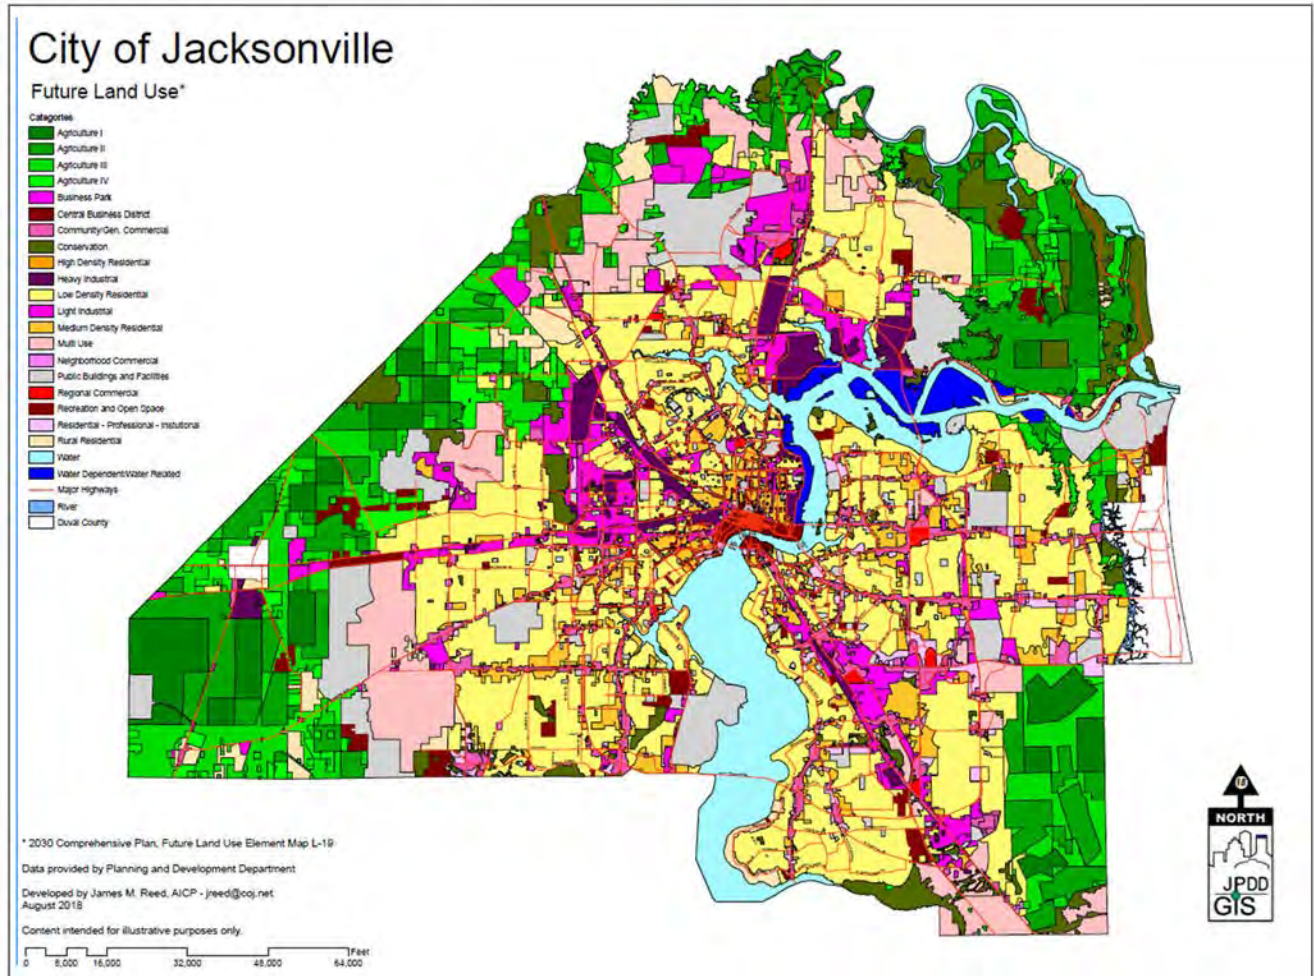 City of Jacksonville
Future Land Use*
Categories
Agriculture I
Agriculture II
Agriculture III
Agriculture IV
Business Park
Central Business District
Community/Gen. Commercial
Conservation
High Density Residential
Heavy Industrial
Low Density Residential
Light Industrial
Medium Density Residential
Multi Use
Neighborhood Commercial
Public Buildings and Facilities
Regional Commercial
Recreation and Open Space
Residential - Professional - Instutional
Rural Residential
Water
Water Dependent/Water Related
Major Highways
River
Duval County
* 2030 Comprehensive Plan, Future Land Use Element Map L-19
Data provided by Planning and Development Department
Developed by James M. Reed, AICP - jreed@coj.net
August 2018
Content intended for illustrative purposes only.
Feet
0 8,000 16,000 32,000 48,000 64,000
NORTH
JPDD
GIS